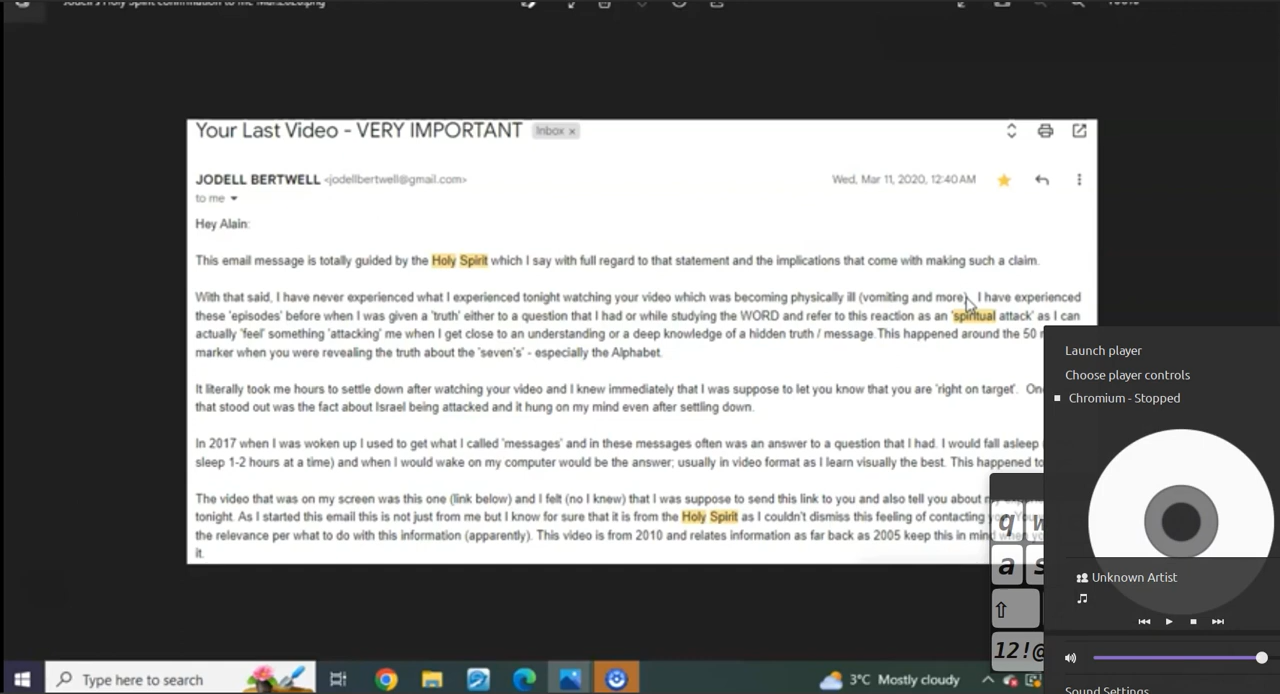 Your Last Video - VERY IMPORTANT Inbox ×
JODELL BERTWELL <jodellbertwell@gmail.com> Wed, Mar 11, 2020, 12:40 AM
to me
Hey Alain:
This email message is totally guided by the Holy Spirit which I say with full regard to that statement and the implications that come with making such a claim.
With that said, I have never experienced what I experienced tonight watching your video which was becoming physically ill (vomiting and more). I have experienced
these 'episodes' before when I was given a 'truth' either to a question that I had or while studying the WORD and refer to this reaction as an 'spiritual attack' as I can
actually 'feel' something 'attacking' me when I get close to an understanding or a deep knowledge of a hidden truth / message.This happened around the 50
marker when you were revealing the truth about the 'seven's' - especially the Alphabet.
It literally took me hours to settle down after watching your video and I knew immediately that I was suppose to let you know that you are 'right on target'.
that stood out was the fact about Israel being attacked and it hung on my mind even after settling down.
In 2017 when I was woken up I used to get what I called 'messages' and in these messages often was an answer to a question that I had. I would fall asleep
sleep 1-2 hours at a time) and when I would wake on my computer would be the answer; usually in video format as I learn visually the best. This happened to
The video that was on my screen was this one (link below) and I felt (no I knew) that I was suppose to send this link to you and also tell you about
tonight. As I started this email this is not just from me but I know for sure that it is from the Holy Spirit as I couldn't dismiss this feeling of contacting
the relevance per what to do with this information (apparently). This video is from 2010 and relates information as far back as 2005 keep this in mind
it.
Launch player
Choose player controls
Chromium - Stopped
Unknown Artist
Sound Settings
q w
a s
12!@
Type here to search
3°C Mostly cloudy